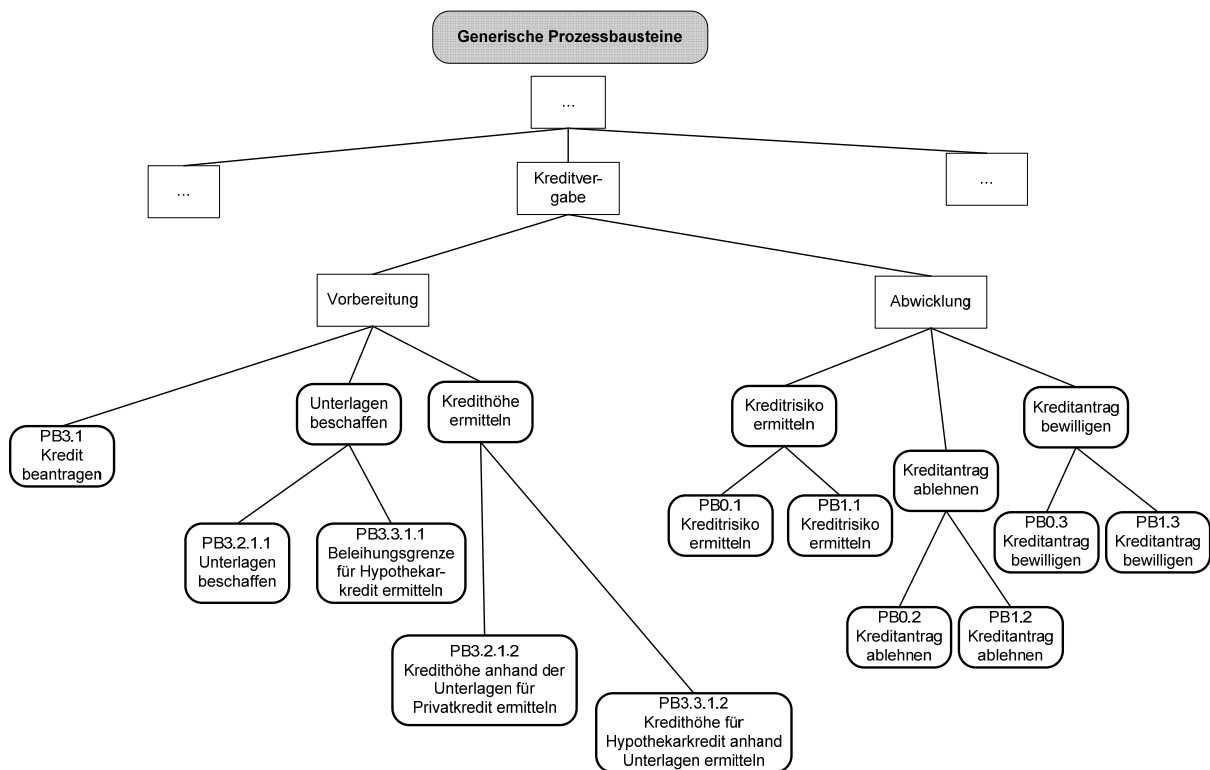 Generische Prozessbausteine
...
...
Kreditver-
gabe
...
Vorbereitung
Abwicklung
PB3.1
Kredit
beantragen
Unterlagen
beschaffen
Kredithöhe
ermitteln
Kreditrisiko
ermitteln
Kreditantrag
ablehnen
Kreditantrag
bewilligen
PB3.2.1.1
Unterlagen
beschaffen
PB3.3.1.1
Beleihungsgrenze
für Hypothekar-
kredit ermitteln
PB3.2.1.2
Kredithöhe anhand der
Unterlagen für
Privatkredit ermitteln
PB3.3.1.2
Kredithöhe für
Hypothekarkredit anhand
Unterlagen ermitteln
PB0.1
Kreditrisiko
ermitteln
PB1.1
Kreditrisiko
ermitteln
PB0.2
Kreditantrag
ablehnen
PB1.2
Kreditantrag
ablehnen
PB0.3
Kreditantrag
bewilligen
PB1.3
Kreditantrag
bewilligen